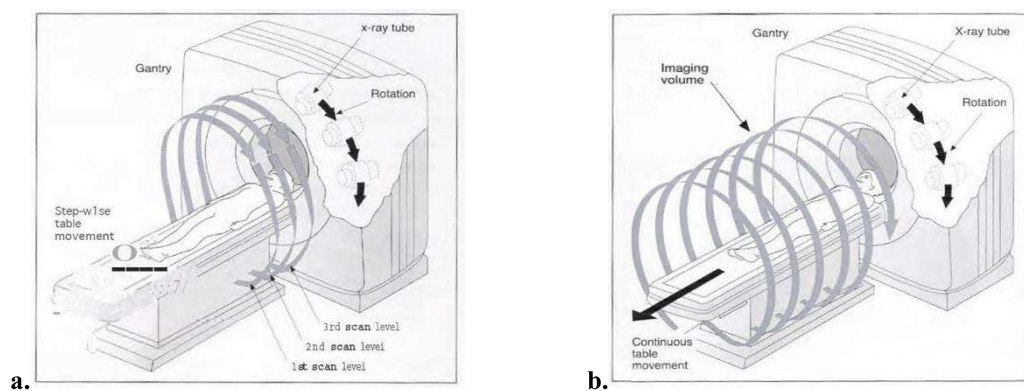 x-ray tube
Gantry
Rotation
Step-w1se
table
movement
O
3rd scan level
2nd scan levei
1st scan level
a.
Gantry
X-ray tube
Imaging
volume
Rotation
Continuous
table
movement
b.